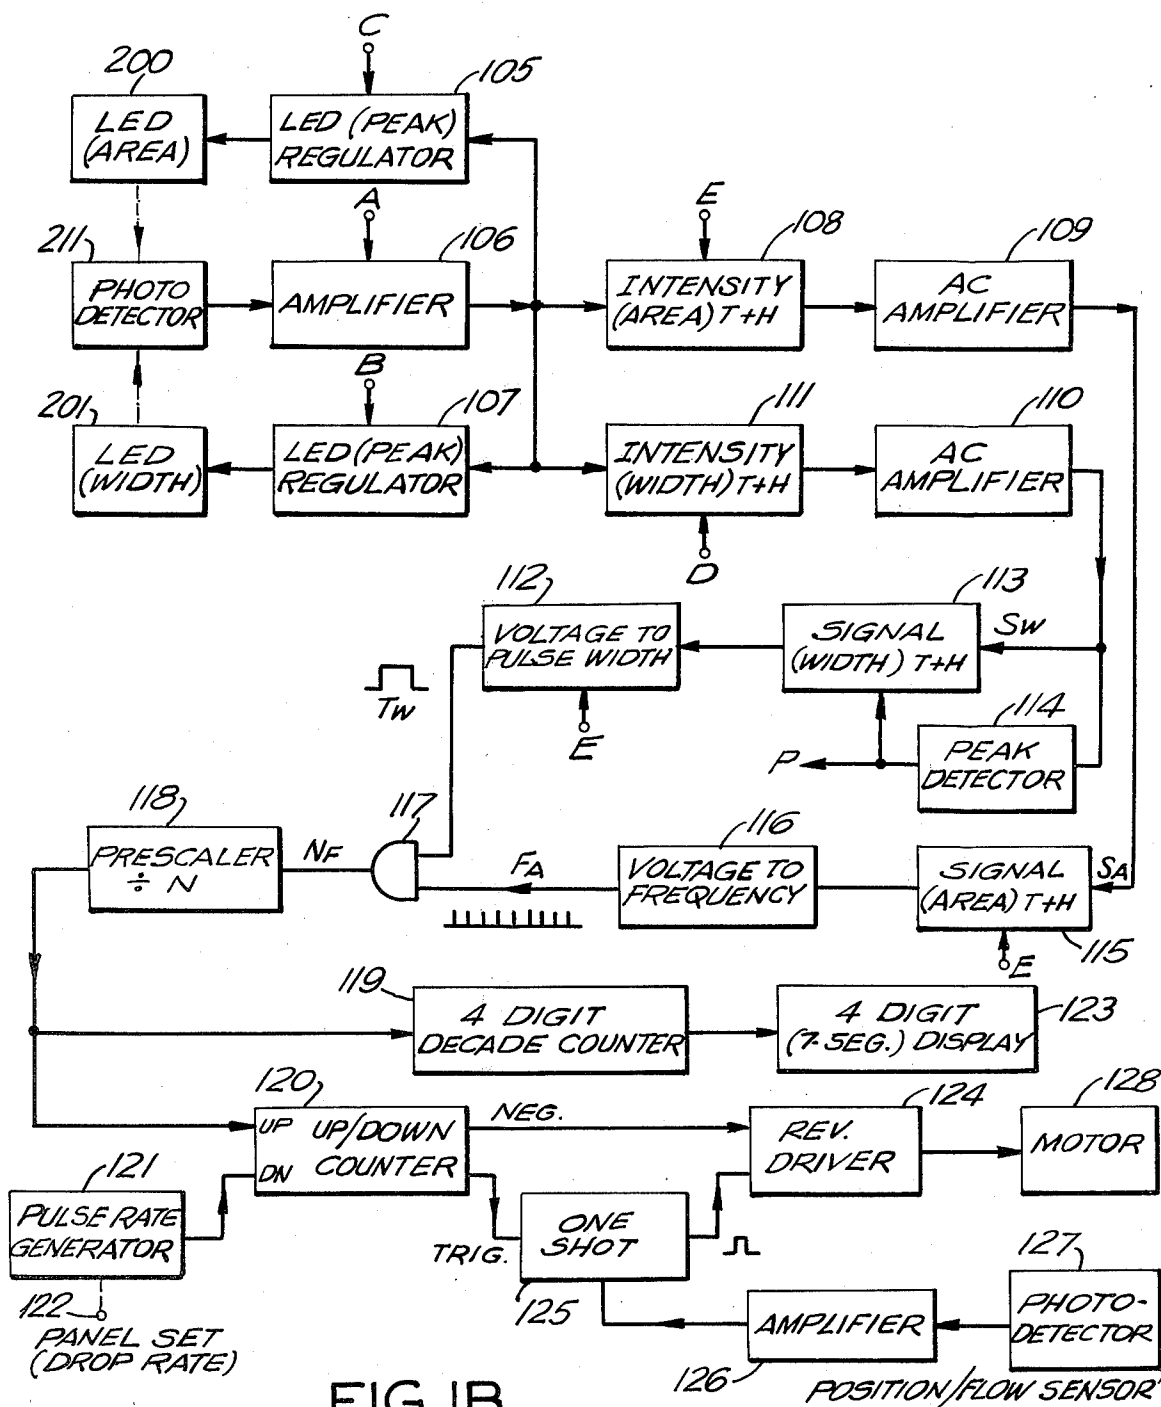 C
200
105
LED
(AREA)
LED (PEAK)
REGULATOR
A
E
211
106
108
109
PHOTO
DETECTOR
AMPLIFIER
INTENSITY
(AREA) T+H
AC
AMPLIFIER
B
201
107
111
110
LED
(WIDTH)
LED (PEAK)
REGULATOR
INTENSITY
(WIDTH) T+H
AC
AMPLIFIER
D
112
113
VOLTAGE TO
PULSE WIDTH
SIGNAL
(WIDTH) T+H
SW
TW
E
114
P
PEAK
DETECTOR
118
117
116
PRESCALER
÷ N
NF
FA
VOLTAGE TO
FREQUENCY
SIGNAL
(AREA) T+H
SA
E
115
119
4 DIGIT
DECADE COUNTER
4 DIGIT
(7-SEG.) DISPLAY
123
120
NEG.
124
128
UP
DN
UP/DOWN
COUNTER
REV.
DRIVER
MOTOR
121
PULSE RATE
GENERATOR
TRIG.
ONE
SHOT
127
122
125
PANEL SET
(DROP RATE)
AMPLIFIER
PHOTO-
DETECTOR
126
POSITION/FLOW SENSOR
FIG.1B